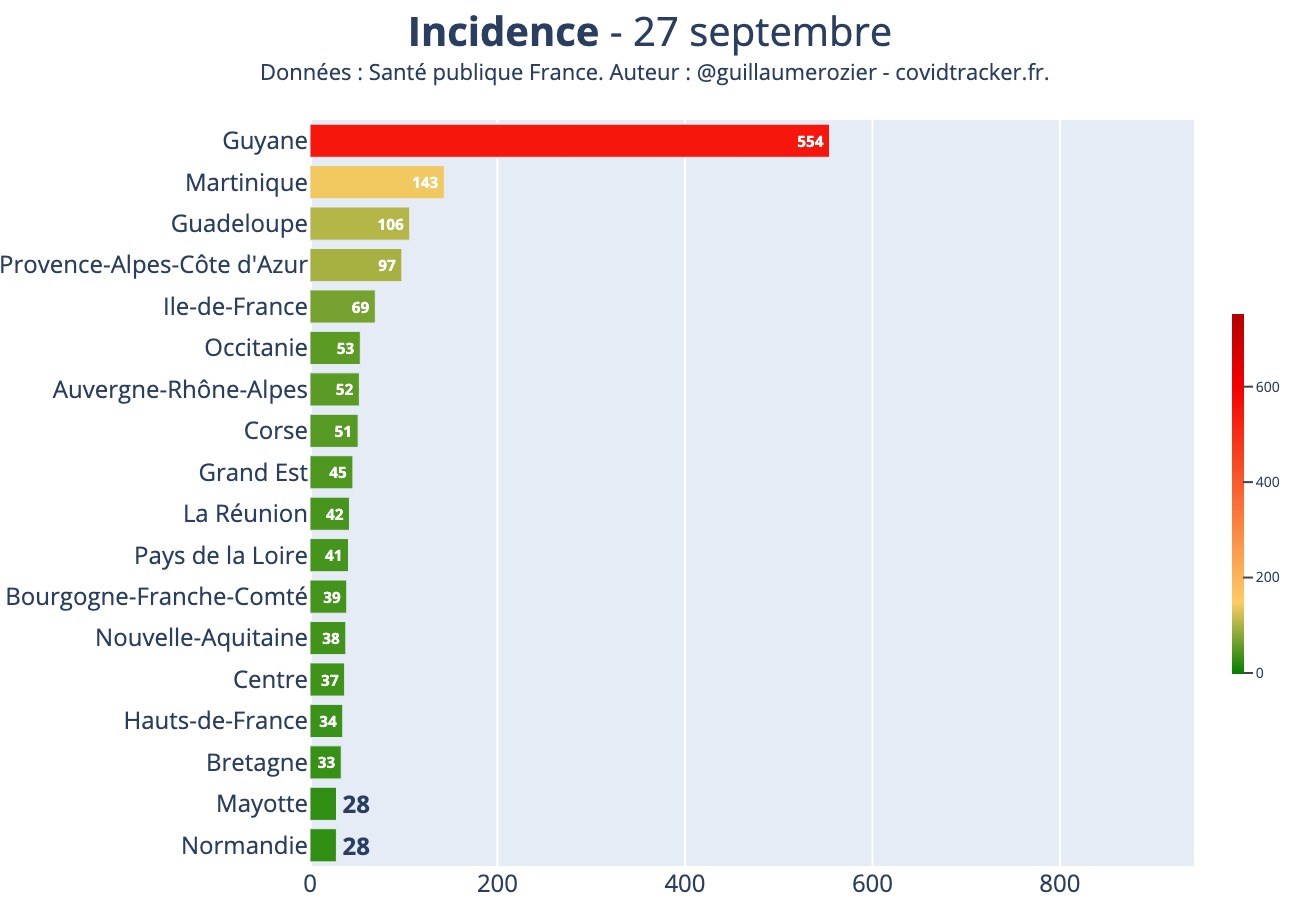 Incidence - 27 septembre
Données : Santé publique France. Auteur : @guillaumerozier - covidtracker.fr.
Guyane 554
Martinique 143
Guadeloupe 106
Provence-Alpes-Côte d'Azur 97
Ile-de-France 69
Occitanie 53
Auvergne-Rhône-Alpes 52
Corse 51
Grand Est 45
La Réunion 42
Pays de la Loire 41
Bourgogne-Franche-Comté 39
Nouvelle-Aquitaine 38
Centre 37
Hauts-de-France 34
Bretagne 33
Mayotte 28
Normandie 28
0 200 400 600 800
600
400
200
0